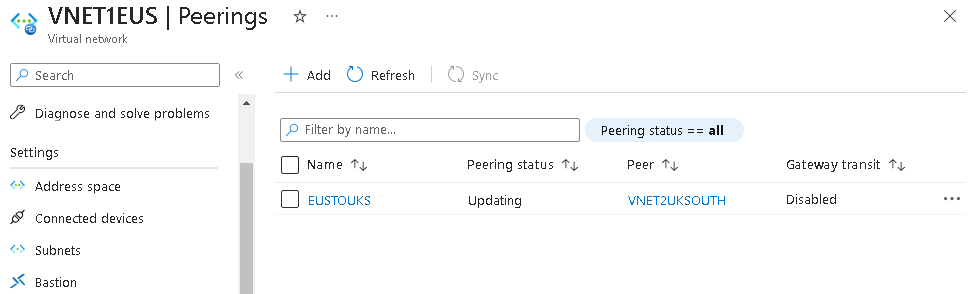 VNET1EUS | Peerings ☆ ···
Virtual network
Search
«
Diagnose and solve problems
Settings
Address space
Connected devices
Subnets
Bastion
+ Add Refresh Sync
Filter by name... Peering status == all
Name ↑↓ Peering status ↑↓ Peer ↑↓ Gateway transit ↑↓
EUSTOUKS Updating VNET2UKSOUTH Disabled ···